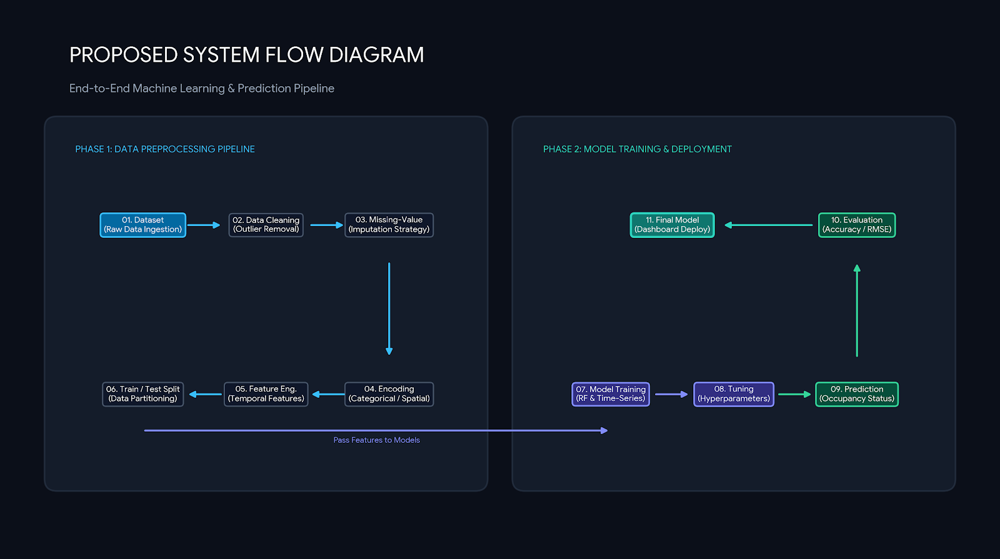 PROPOSED SYSTEM FLOW DIAGRAM
End-to-End Machine Learning & Prediction Pipeline
PHASE 1: DATA PREPROCESSING PIPELINE
01. Dataset
(Raw Data Ingestion)
02. Data Cleaning
(Outlier Removal)
03. Missing-Value
(Imputation Strategy)
04. Encoding
(Categorical / Spatial)
05. Feature Eng.
(Temporal Features)
06. Train / Test Split
(Data Partitioning)
Pass Features to Models
PHASE 2: MODEL TRAINING & DEPLOYMENT
07. Model Training
(RF & Time-Series)
08. Tuning
(Hyperparameters)
09. Prediction
(Occupancy Status)
10. Evaluation
(Accuracy / RMSE)
11. Final Model
(Dashboard Deploy)